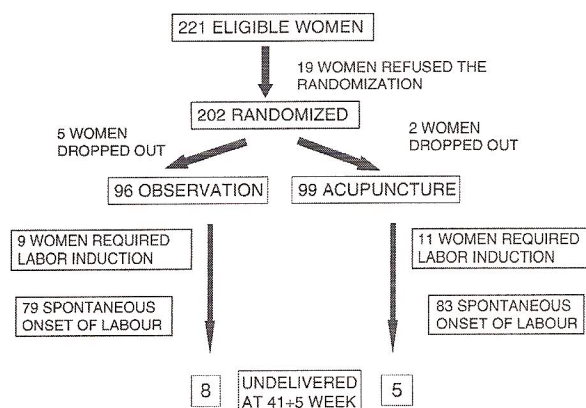 221 ELIGIBLE WOMEN
19 WOMEN REFUSED THE
RANDOMIZATION
202 RANDOMIZED
5 WOMEN
DROPPED OUT
2 WOMEN
DROPPED OUT
96 OBSERVATION
99 ACUPUNCTURE
9 WOMEN REQUIRED
LABOR INDUCTION
11 WOMEN REQUIRED
LABOR INDUCTION
79 SPONTANEOUS
ONSET OF LABOUR
83 SPONTANEOUS
ONSET OF LABOUR
8
UNDELIVERED
AT 41+5 WEEK
5